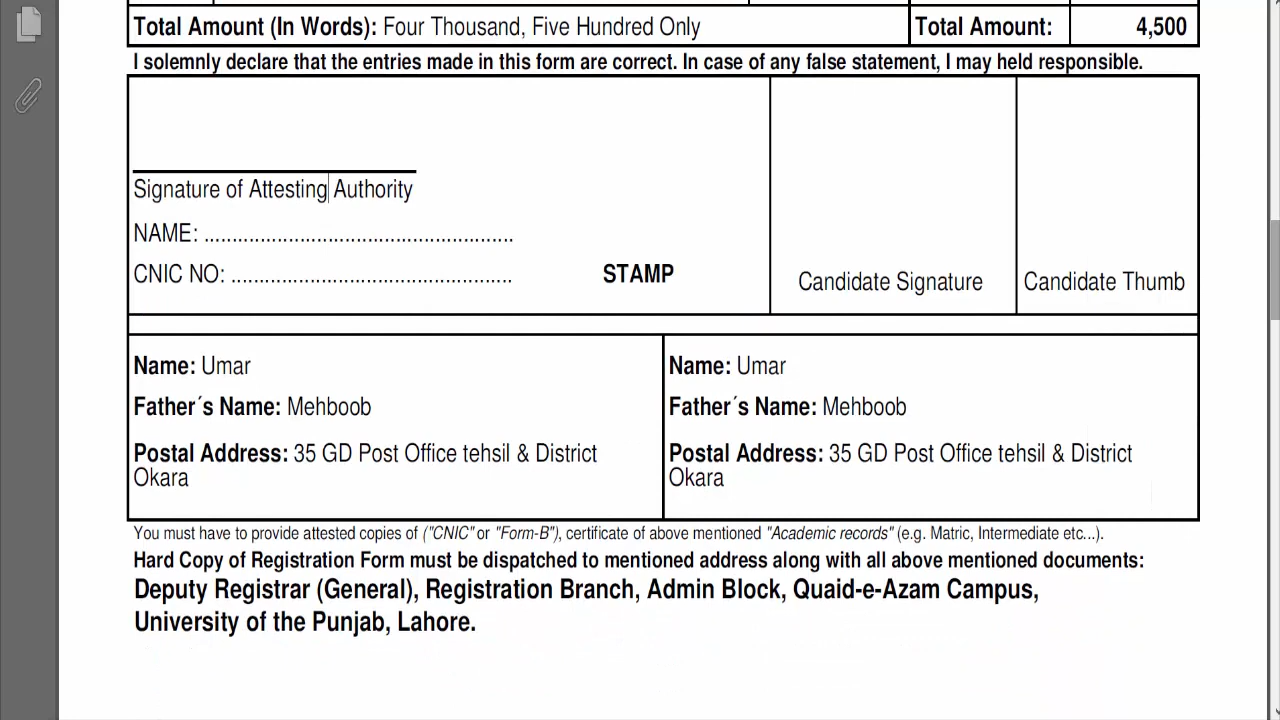 Total Amount (In Words): Four Thousand, Five Hundred Only Total Amount: 4,500
I solemnly declare that the entries made in this form are correct. In case of any false statement, I may held responsible.
Signature of Attesting Authority
NAME: ........................................................
CNIC NO: ................................................... STAMP
Candidate Signature
Candidate Thumb
Name: Umar
Father´s Name: Mehboob
Postal Address: 35 GD Post Office tehsil & District
Okara
Name: Umar
Father´s Name: Mehboob
Postal Address: 35 GD Post Office tehsil & District
Okara
You must have to provide attested copies of ("CNIC" or "Form-B"), certificate of above mentioned "Academic records" (e.g. Matric, Intermediate etc...).
Hard Copy of Registration Form must be dispatched to mentioned address along with all above mentioned documents:
Deputy Registrar (General), Registration Branch, Admin Block, Quaid-e-Azam Campus,
University of the Punjab, Lahore.